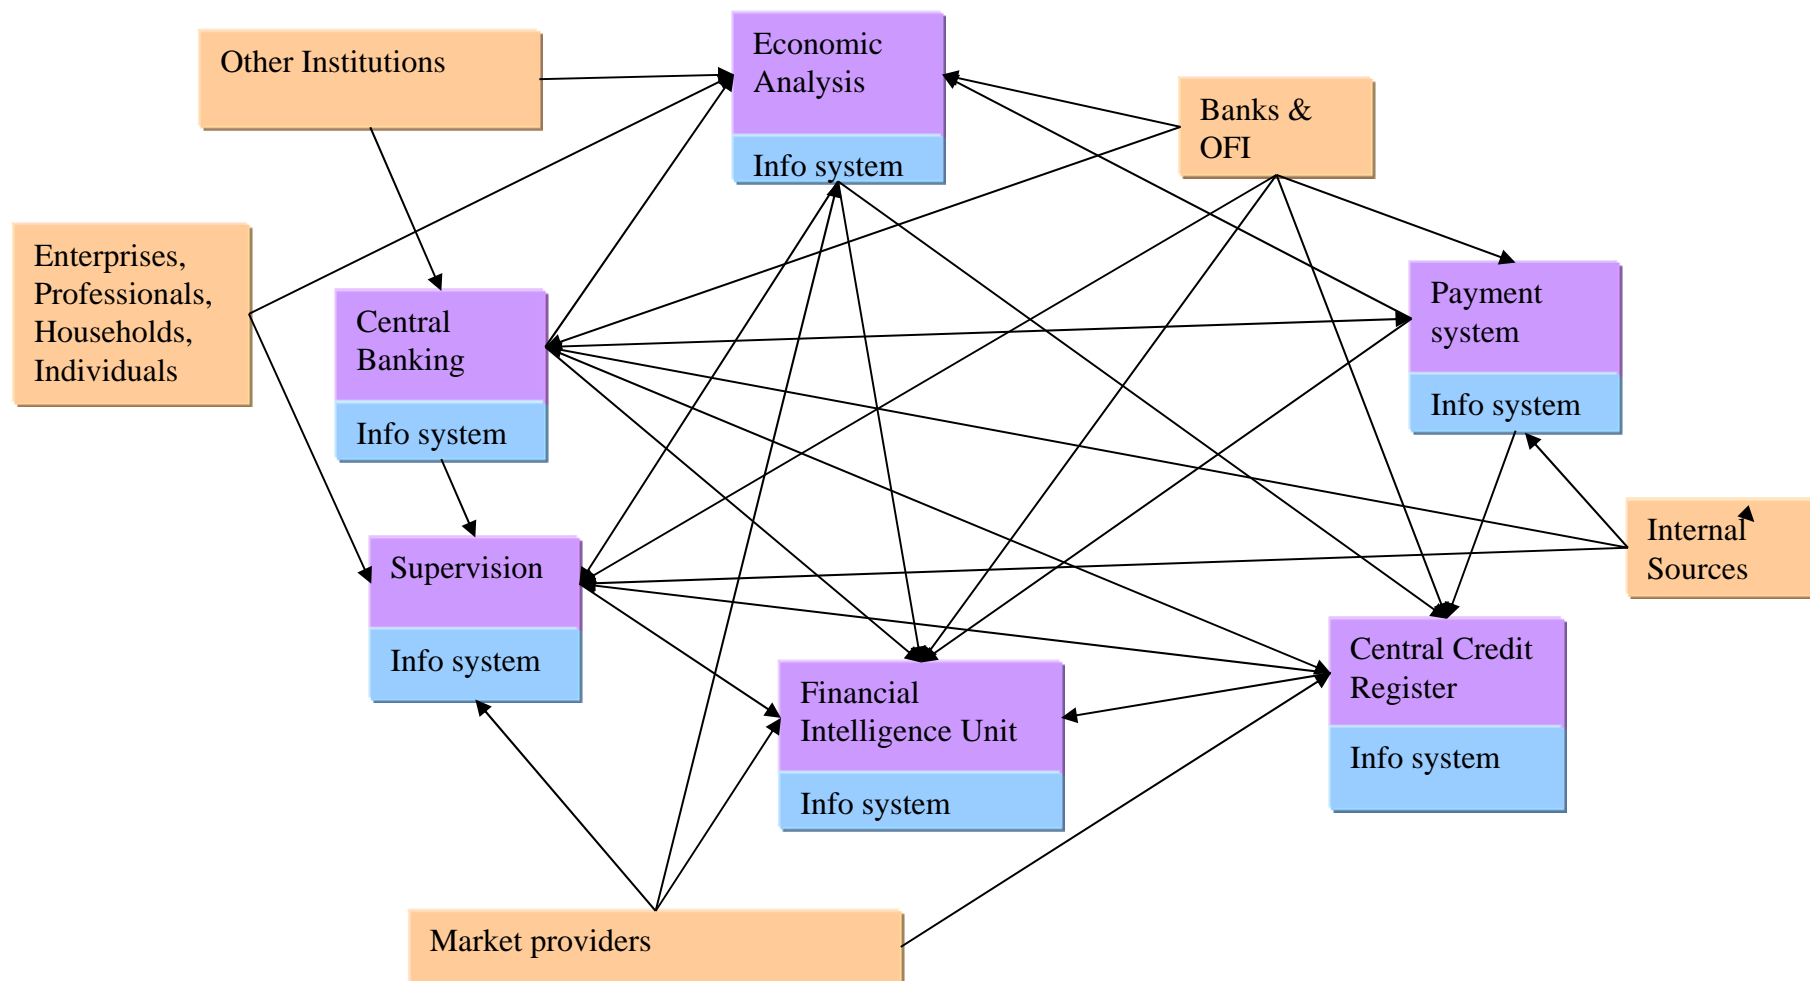 Other Institutions
Economic
Analysis
Info system
Banks &
OFI
Enterprises,
Professionals,
Households,
Individuals
Central
Banking
Info system
Payment
system
Info system
Supervision
Info system
Internal
Sources
Financial
Intelligence Unit
Info system
Central Credit
Register
Info system
Market providers